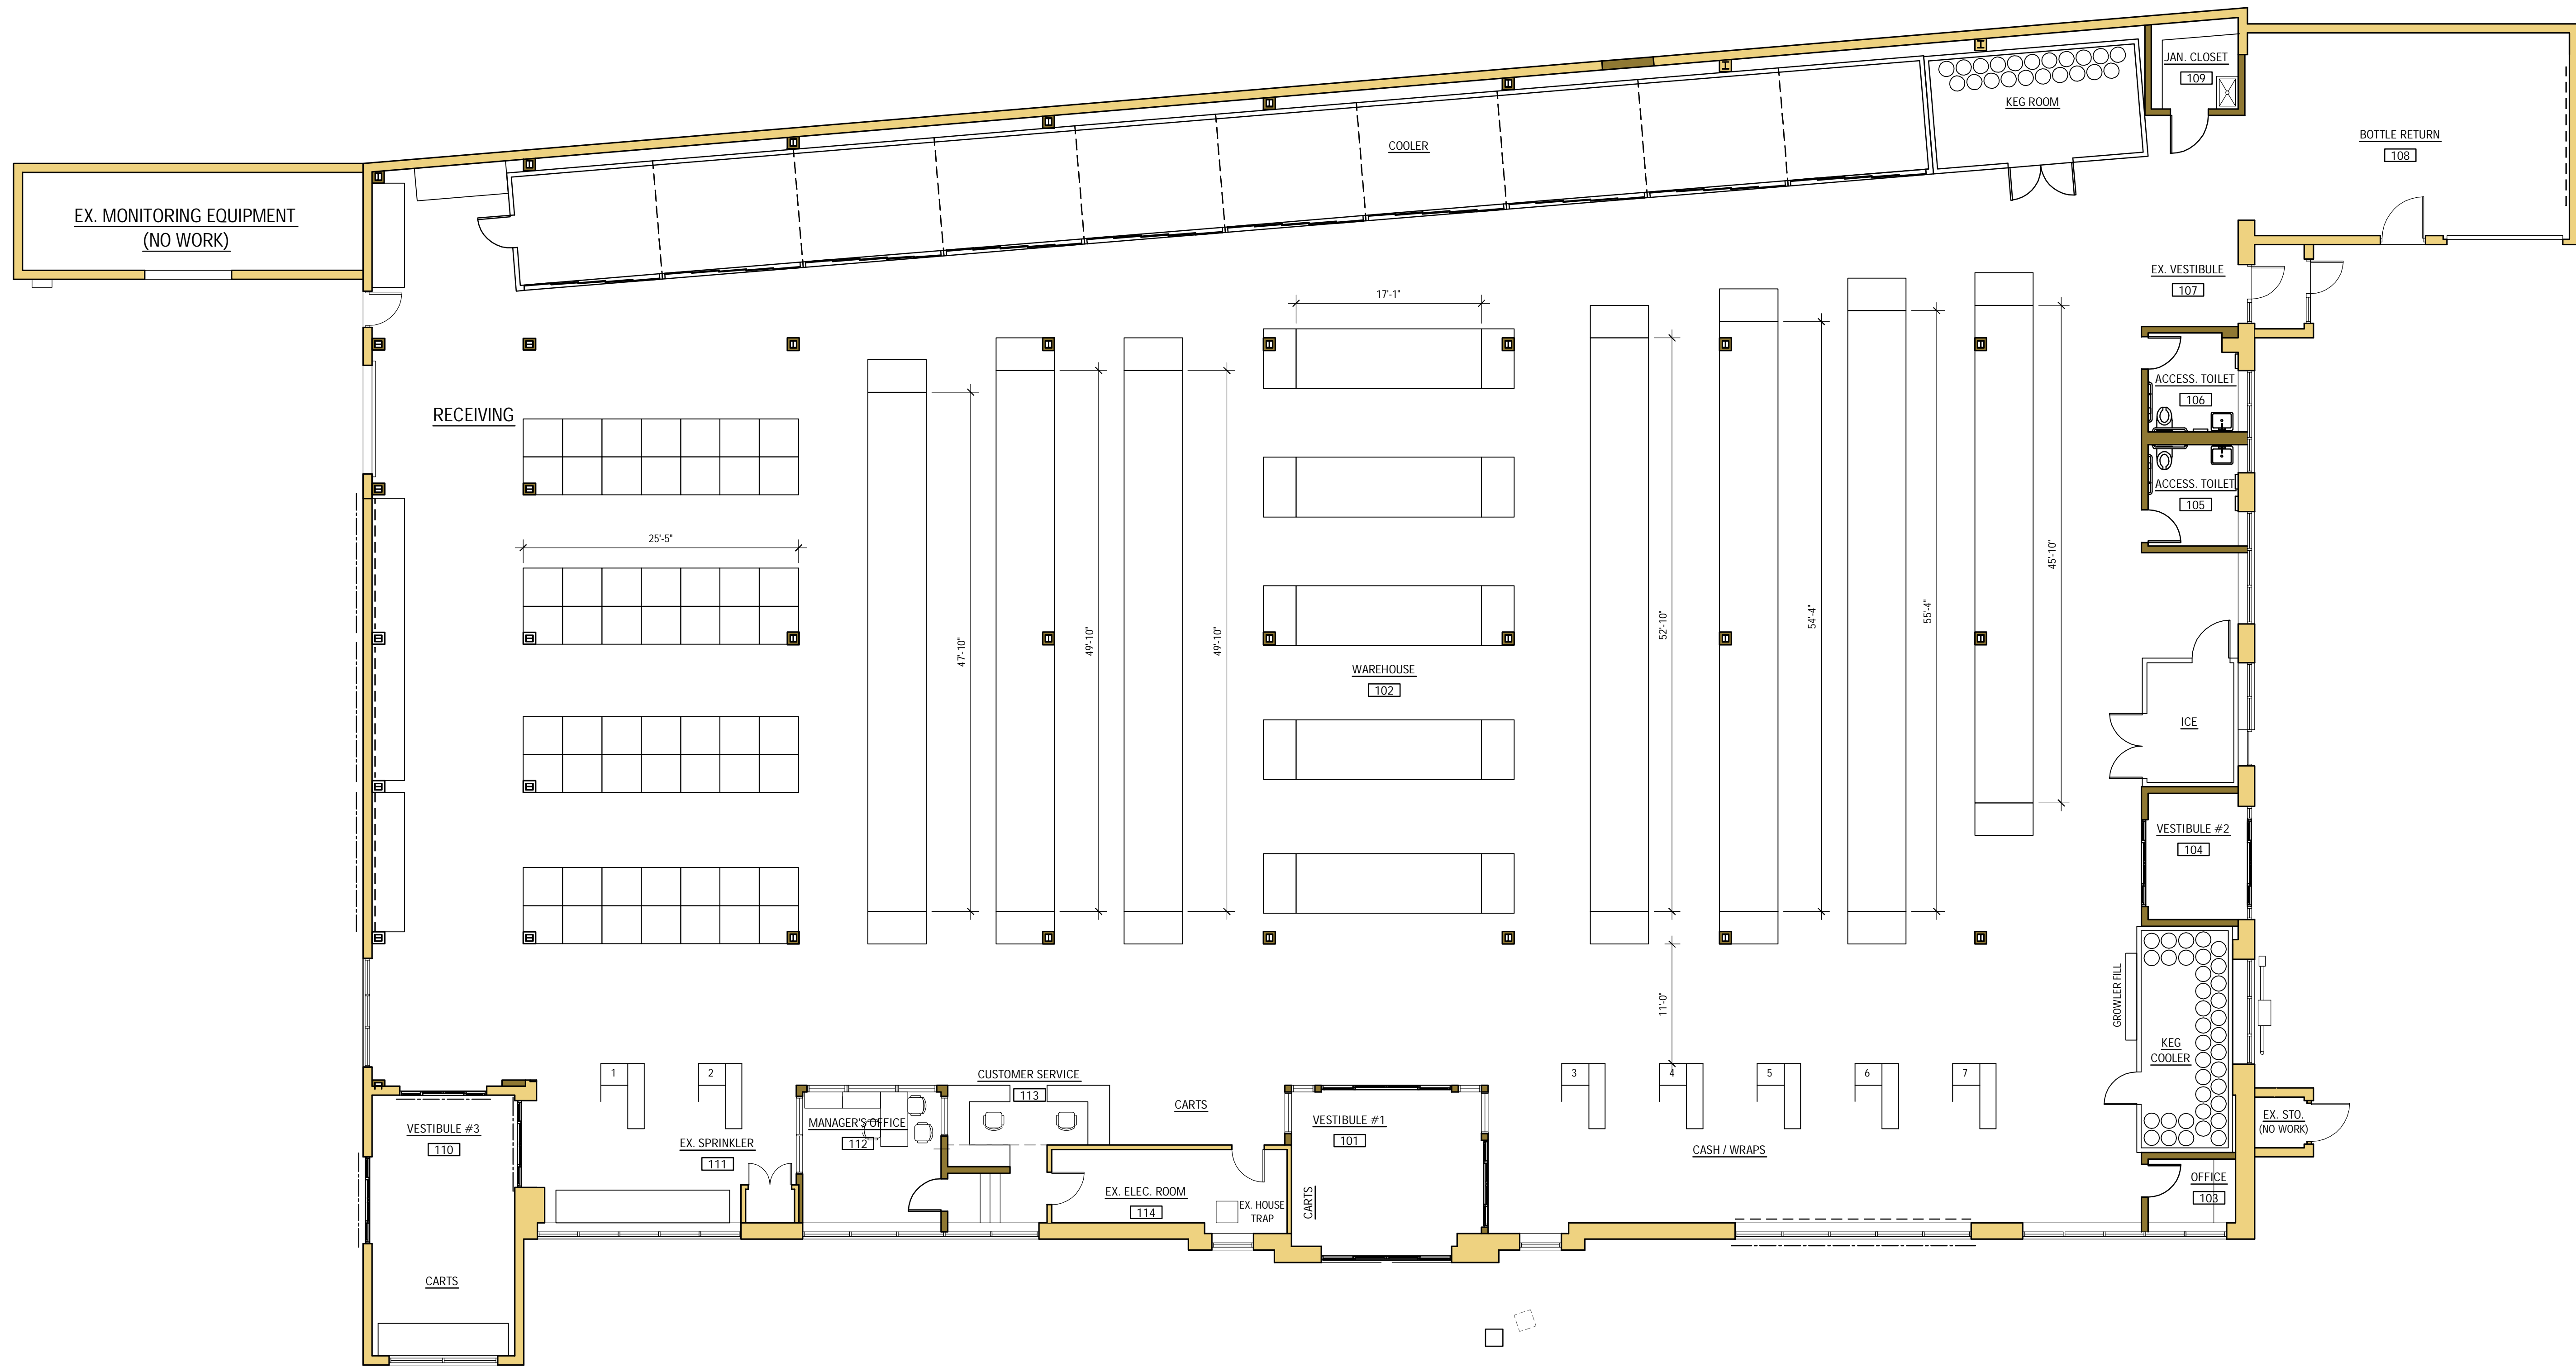 JAN. CLOSET
109
KEG ROOM
BOTTLE RETURN
108
COOLER
EX. MONITORING EQUIPMENT
(NO WORK)
EX. VESTIBULE
107
17'-1"
ACCESS. TOILET
106
RECEIVING
ACCESS. TOILET
105
25'-5"
47'-10"
49'-10"
49'-10"
52'-10"
54'-4"
55'-4"
45'-10"
WAREHOUSE
102
ICE
VESTIBULE #2
104
GROWLER FILL
11'-0"
KEG
COOLER
1
2
3
4
5
6
7
CUSTOMER SERVICE
113
CARTS
MANAGER'S OFFICE
112
VESTIBULE #1
101
EX. STO.
(NO WORK)
VESTIBULE #3
110
EX. SPRINKLER
111
CASH / WRAPS
OFFICE
103
EX. ELEC. ROOM
114
EX. HOUSE
TRAP
CARTS
CARTS